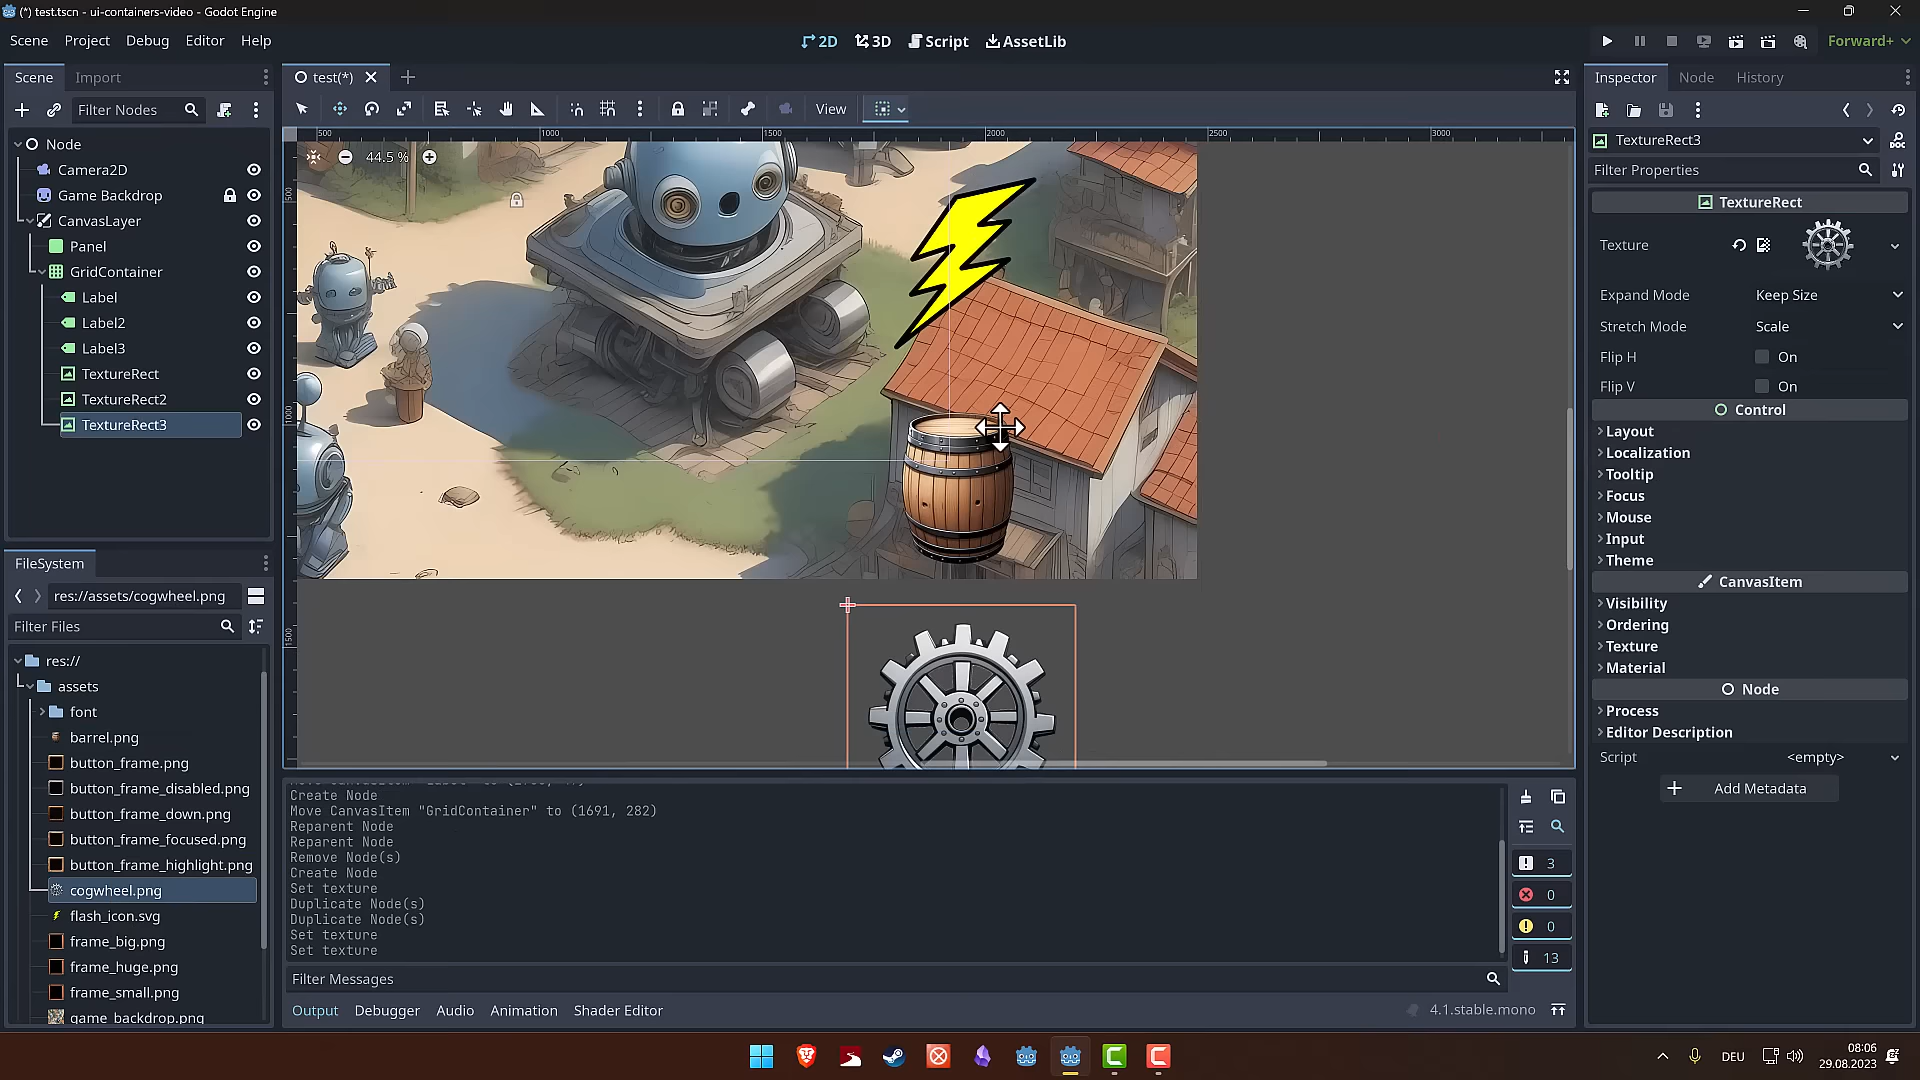 (*) test.tscn - ui-containers-video - Godot Engine
Scene Project Debug Editor Help
2D 3D Script AssetLib
Forward+
Scene Import
Filter Nodes
Node
Camera2D
Game Backdrop
CanvasLayer
Panel
GridContainer
Label
Label2
Label3
TextureRect
TextureRect2
TextureRect3
FileSystem
res://assets/cogwheel.png
Filter Files
res://
assets
font
barrel.png
button_frame.png
button_frame_disabled.png
button_frame_down.png
button_frame_focused.png
button_frame_highlight.png
cogwheel.png
flash_icon.svg
frame_big.png
frame_huge.png
frame_small.png
game_backdrop.png
test(*)
View
500 1000 1500 2000 2500 3000
44.5 %
500
1000
1500
Create Node
Move CanvasItem "GridContainer" to (1691, 282)
Reparent Node
Reparent Node
Remove Node(s)
Create Node
Set texture
Duplicate Node(s)
Duplicate Node(s)
Set texture
Set texture
3
0
0
13
Filter Messages
Output Debugger Audio Animation Shader Editor
4.1.stable.mono
Inspector Node History
TextureRect3
Filter Properties
TextureRect
Texture
Expand Mode Keep Size
Stretch Mode Scale
Flip H On
Flip V On
Control
Layout
Localization
Tooltip
Focus
Mouse
Input
Theme
CanvasItem
Visibility
Ordering
Texture
Material
Node
Process
Editor Description
Script <empty>
Add Metadata
DEU
08:06
29.08.2023